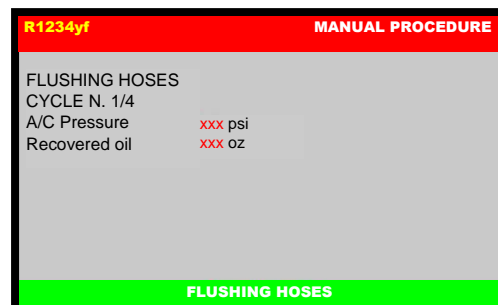 R1234yf MANUAL PROCEDURE
FLUSHING HOSES
CYCLE N. 1/4
A/C Pressure xxx psi
Recovered oil xxx oz
FLUSHING HOSES